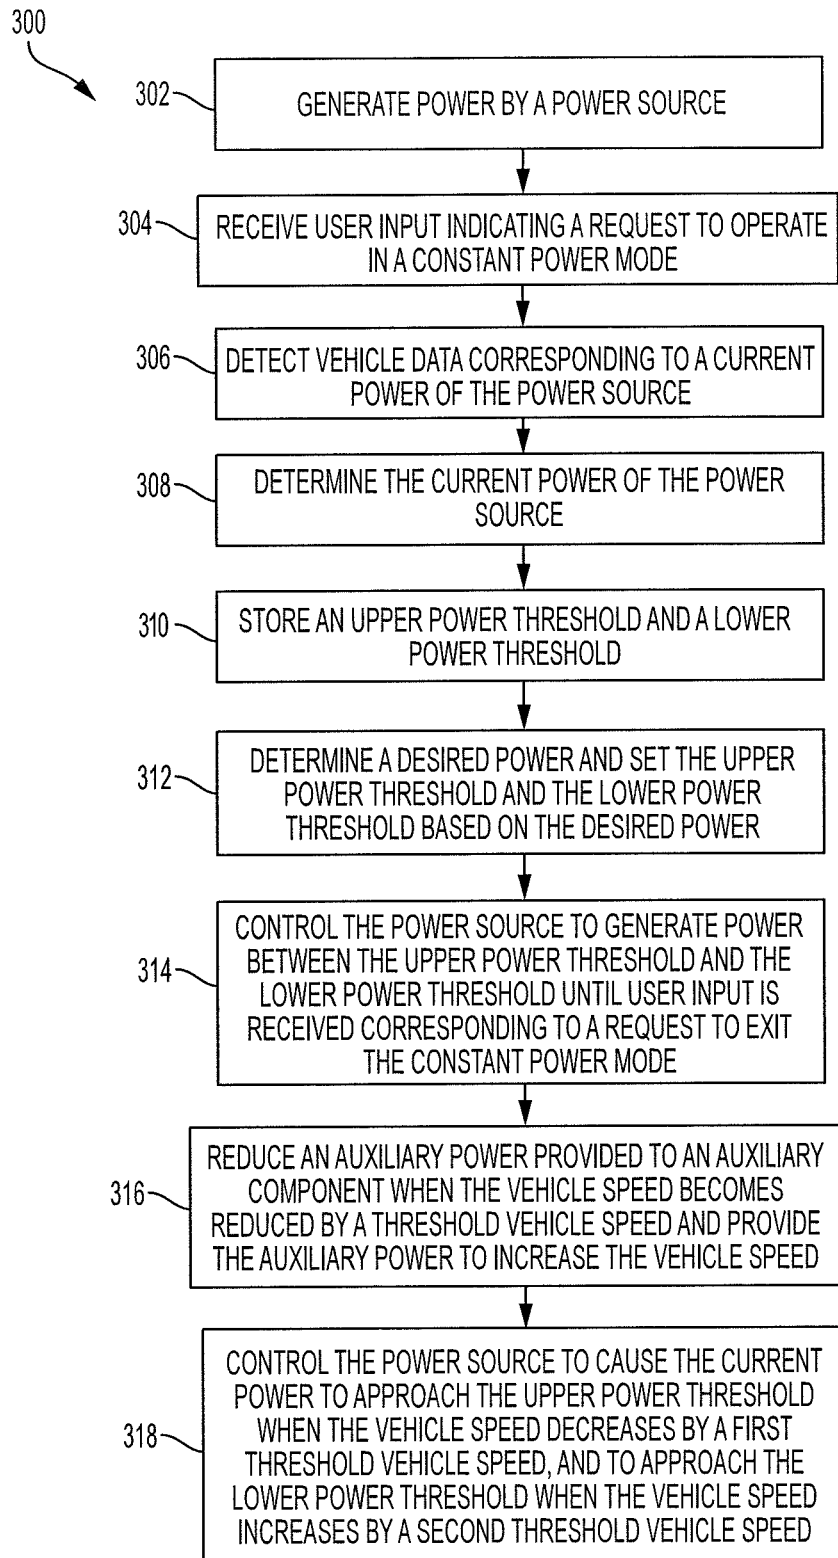 300
302
GENERATE POWER BY A POWER SOURCE
304
RECEIVE USER INPUT INDICATING A REQUEST TO OPERATE
IN A CONSTANT POWER MODE
306
DETECT VEHICLE DATA CORRESPONDING TO A CURRENT
POWER OF THE POWER SOURCE
308
DETERMINE THE CURRENT POWER OF THE POWER
SOURCE
310
STORE AN UPPER POWER THRESHOLD AND A LOWER
POWER THRESHOLD
312
DETERMINE A DESIRED POWER AND SET THE UPPER
POWER THRESHOLD AND THE LOWER POWER
THRESHOLD BASED ON THE DESIRED POWER
314
CONTROL THE POWER SOURCE TO GENERATE POWER
BETWEEN THE UPPER POWER THRESHOLD AND THE
LOWER POWER THRESHOLD UNTIL USER INPUT IS
RECEIVED CORRESPONDING TO A REQUEST TO EXIT
THE CONSTANT POWER MODE
316
REDUCE AN AUXILIARY POWER PROVIDED TO AN AUXILIARY
COMPONENT WHEN THE VEHICLE SPEED BECOMES
REDUCED BY A THRESHOLD VEHICLE SPEED AND PROVIDE
THE AUXILIARY POWER TO INCREASE THE VEHICLE SPEED
318
CONTROL THE POWER SOURCE TO CAUSE THE CURRENT
POWER TO APPROACH THE UPPER POWER THRESHOLD
WHEN THE VEHICLE SPEED DECREASES BY A FIRST
THRESHOLD VEHICLE SPEED, AND TO APPROACH THE
LOWER POWER THRESHOLD WHEN THE VEHICLE SPEED
INCREASES BY A SECOND THRESHOLD VEHICLE SPEED